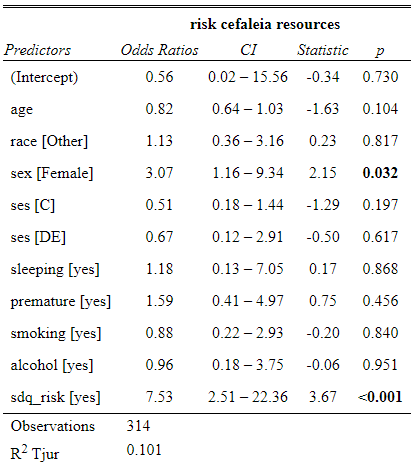 risk cefaleia resources
Predictors Odds Ratios CI Statistic p
(Intercept) 0.56 0.02 – 15.56 -0.34 0.730
age 0.82 0.64 – 1.03 -1.63 0.104
race [Other] 1.13 0.36 – 3.16 0.23 0.817
sex [Female] 3.07 1.16 – 9.34 2.15 0.032
ses [C] 0.51 0.18 – 1.44 -1.29 0.197
ses [DE] 0.67 0.12 – 2.91 -0.50 0.617
sleeping [yes] 1.18 0.13 – 7.05 0.17 0.868
premature [yes] 1.59 0.41 – 4.97 0.75 0.456
smoking [yes] 0.88 0.22 – 2.93 -0.20 0.840
alcohol [yes] 0.96 0.18 – 3.75 -0.06 0.951
sdq_risk [yes] 7.53 2.51 – 22.36 3.67 <0.001
Observations 314
R² Tjur 0.101